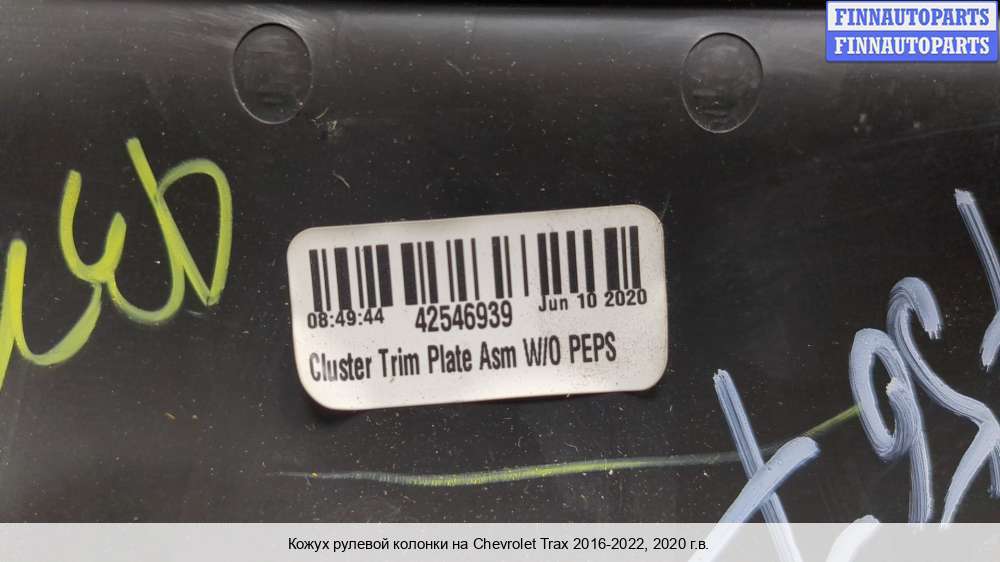 FINNAUTOPARTS
FINNAUTOPARTS
08:49:44 42546939 Jun 10 2020
Cluster Trim Plate Asm W/O PEPS
Кожух рулевой колонки на Chevrolet Trax 2016-2022, 2020 г.в.